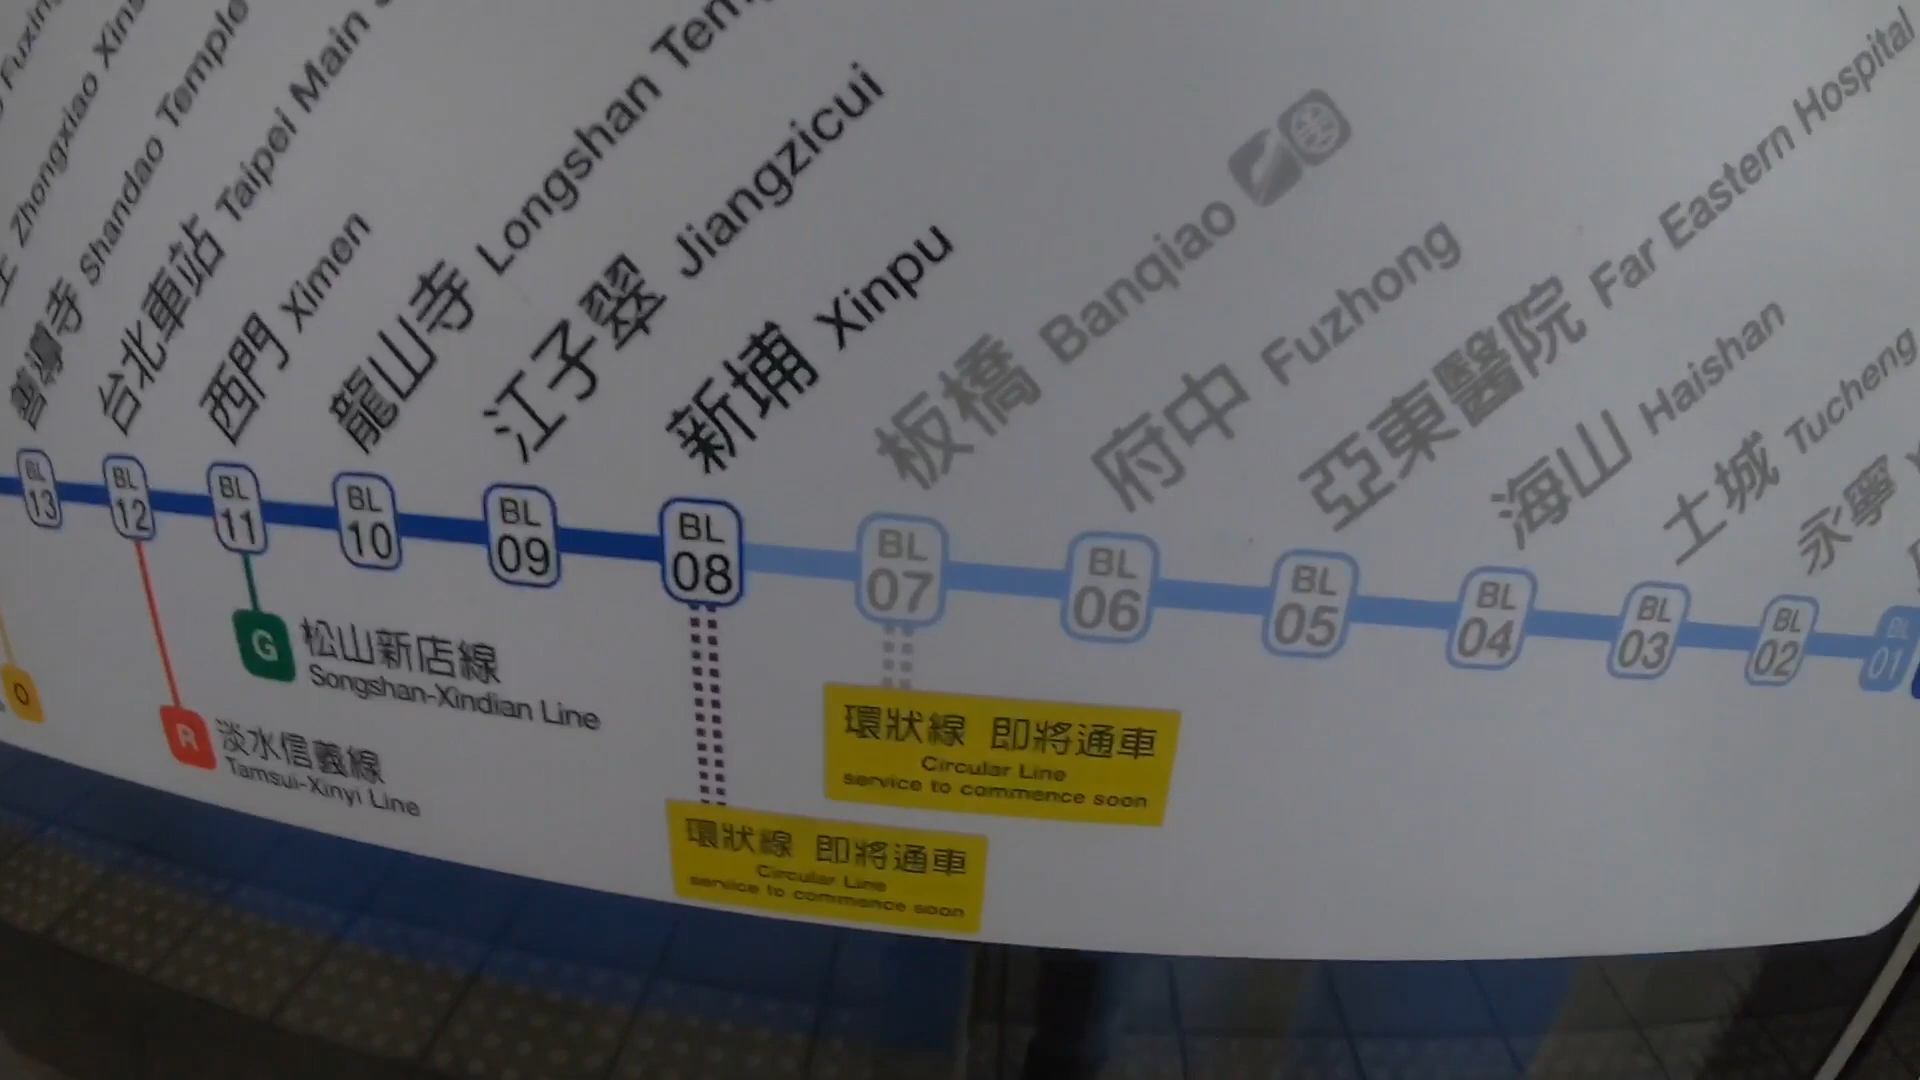 Fuxing
Zhongxiao Xins
善導寺 Shandao Temple
台北車站 Taipei Main
西門 Ximen
龍山寺 Longshan Tem
江子翠 Jiangzicui
新埔 Xinpu
板橋 Banqiao
府中 Fuzhong
亞東醫院 Far Eastern Hospital
海山 Haishan
土城 Tucheng
永寧
BL 13
BL 12
BL 11
BL 10
BL 09
BL 08
BL 07
BL 06
BL 05
BL 04
BL 03
BL 02
BL 01
O
G 松山新店線
Songshan-Xindian Line
R 淡水信義線
Tamsui-Xinyi Line
環狀線 即將通車
Circular Line
service to commence soon
環狀線 即將通車
Circular Line
service to commence soon